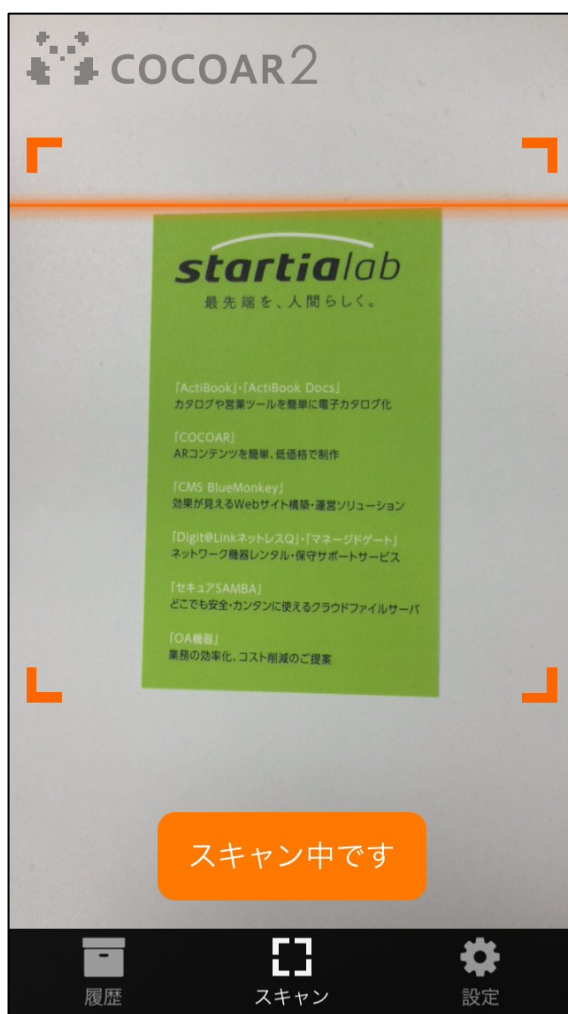 COCOAR2
startialab
最先端を、人間らしく。
「ActiBook」・「ActiBook Docs」
カタログや営業ツールを簡単に電子カタログ化
「COCOAR」
ARコンテンツを簡単、低価格で制作
「CMS BlueMonkey」
効果が見えるWebサイト構築・運営ソリューション
「Digit@LinkネットレスQ」・「マネージドゲート」
ネットワーク機器レンタル・保守サポートサービス
「セキュアSAMBA」
どこでも安全・カンタンに使えるクラウドファイルサーバ
「OA機器」
業務の効率化、コスト削減のご提案
スキャン中です
履歴 スキャン 設定